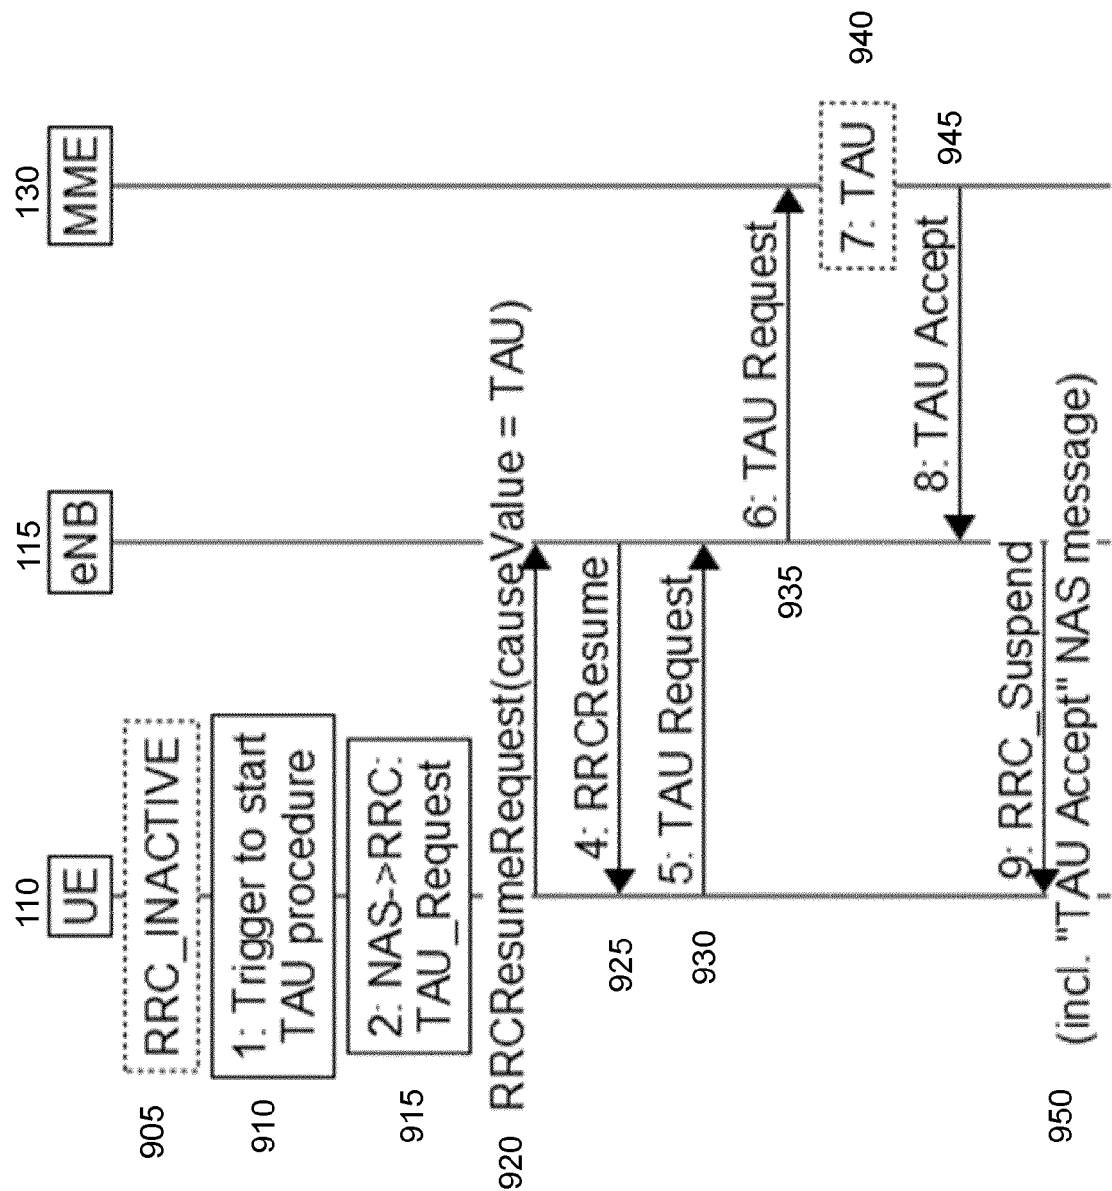 110
UE
115
eNB
130
MME
905
RRC_INACTIVE
910
1: Trigger to start
TAU procedure
915
2: NAS->RRC:
TAU_Request
920
RRCResumeRequest(causeValue = TAU)
925
4: RRCResume
930
5: TAU Request
935
6: TAU Request
940
7: TAU
945
8: TAU Accept
950
9: RRC_Suspend
(incl. "TAU Accept" NAS message)